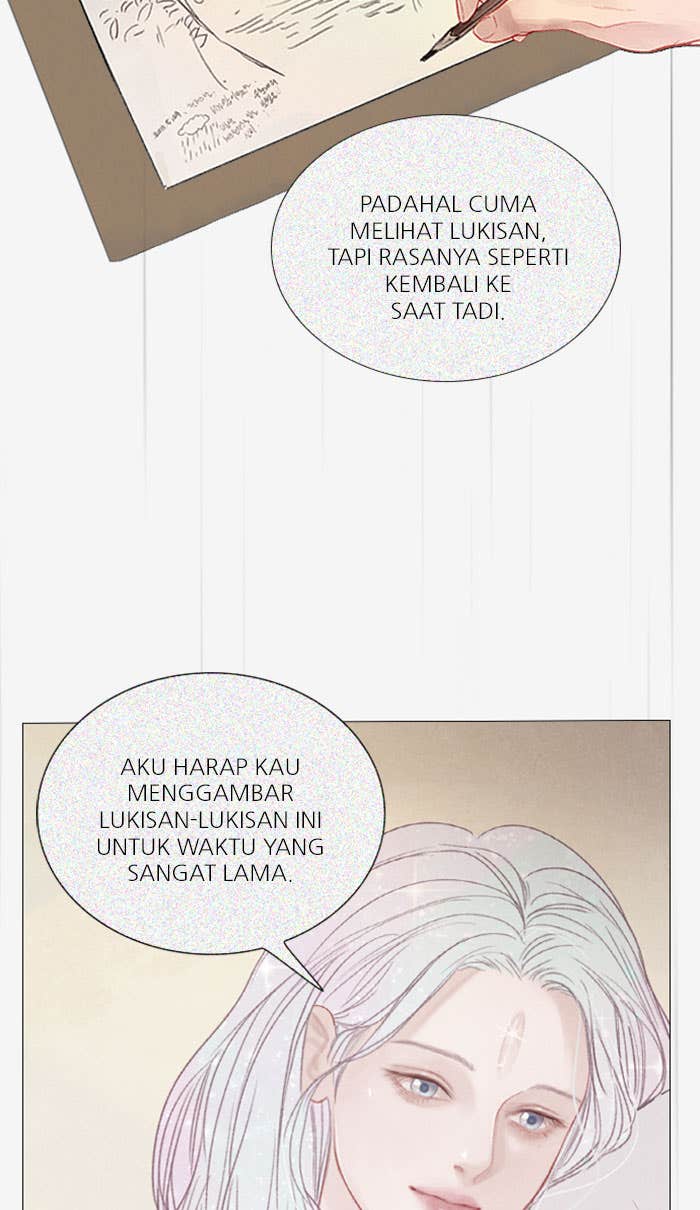 PADAHAL CUMA
MELIHAT LUKISAN,
TAPI RASANYA SEPERTI
KEMBALI KE
SAAT TADI.
AKU HARAP KAU
MENGGAMBAR
LUKISAN-LUKISAN INI
UNTUK WAKTU YANG
SANGAT LAMA.